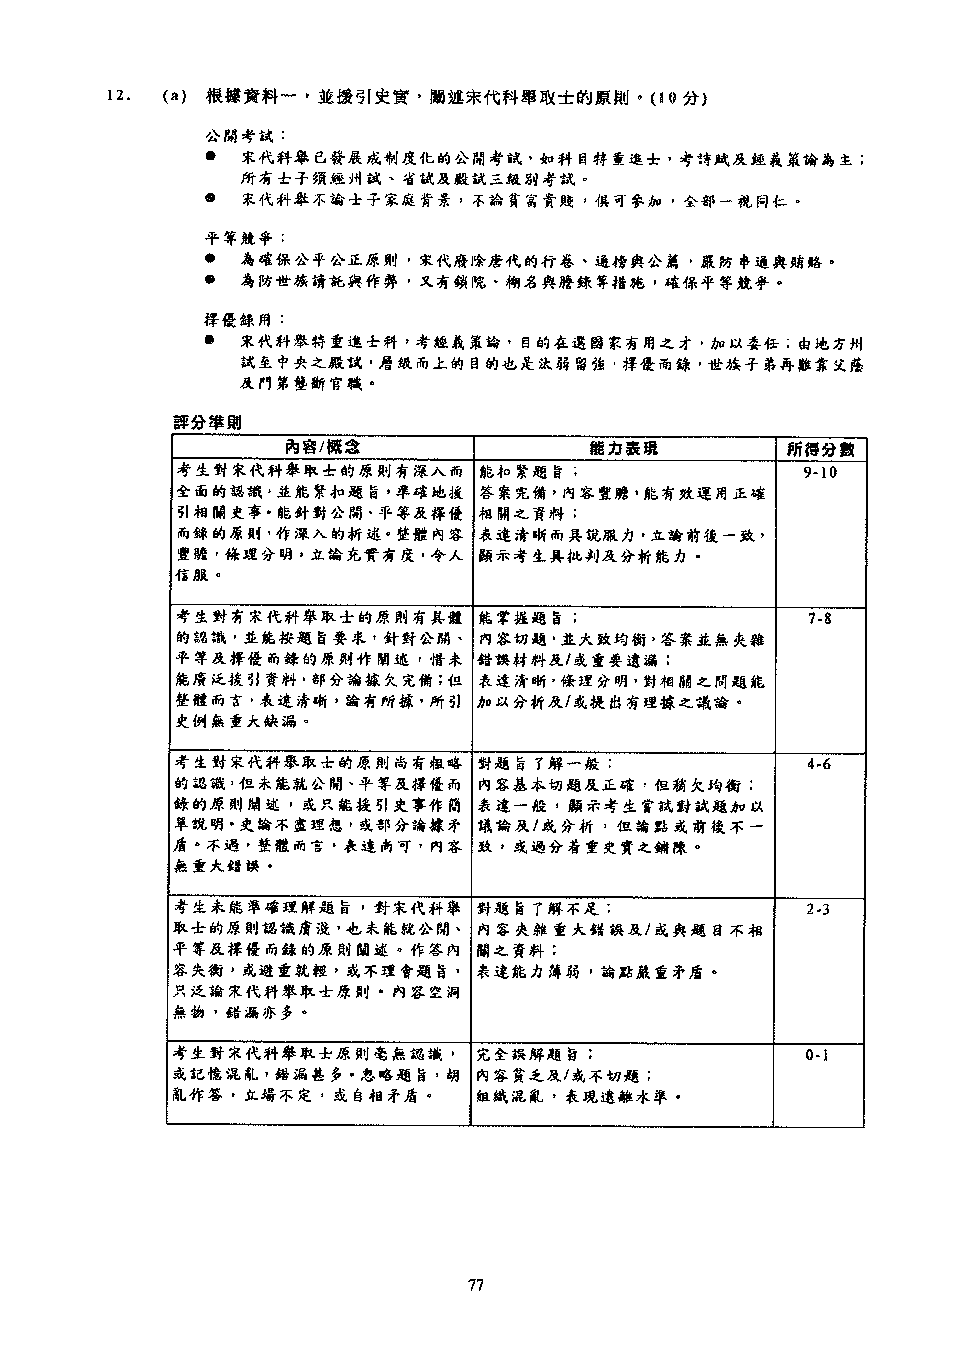 12. (a) 根據資料一，並援引史實，闡述宋代科舉取士的原則。(10分)
公開考試：
● 宋代科舉已發展成制度化的公開考試，如科目特重進士，考詩賦及經義策論為主；
所有士子須經州試、省試及殿試三級別考試。
● 宋代科舉不論士子家庭背景，不論貧富貴賤，俱可參加，全部一視同仁。
平等競爭：
● 為確保公平公正原則，宋代廢除唐代的行卷、通榜與公薦，嚴防串通與賄賂。
● 為防世族請託與作弊，又有鎖院、糊名與謄錄等措施，確保平等競爭。
擇優錄用：
● 宋代科舉特重進士科，考經義策論，目的在選國家有用之才，加以委任；由地方州
試至中央之殿試，層級而上的目的也是汰弱留強，擇優而錄，世族子弟再難靠父蔭
及門第壟斷官職。
評分準則
內容/概念 能力表現 所得分數
考生對宋代科舉取士的原則有深入而
全面的認識，並能緊扣題旨，準確地援
引相關史事。能針對公開、平等及擇優
而錄的原則，作深入的析述。整體內容
豐贍，條理分明，立論充實有度，令人
信服。
能扣緊題旨；
答案完備，內容豐贍，能有效運用正確
相關之資料；
表達清晰而具說服力，立論前後一致，
顯示考生具批判及分析能力。
9-10
考生對有宋代科舉取士的原則有具體
的認識，並能按題旨要求，針對公開、
平等及擇優而錄的原則作闡述，惜未
能廣泛援引資料，部分論據欠完備；但
整體而言，表達清晰，論有所據，所引
史例無重大缺漏。
能掌握題旨；
內容切題，並大致均衡，答案並無夾雜
錯誤材料及/或重要遺漏；
表達清晰，條理分明，對相關之問題能
加以分析及/或提出有理據之議論。
7-8
考生對宋代科舉取士的原則尚有粗略
的認識，但未能就公開、平等及擇優而
錄的原則闡述，或只能援引史事作簡
單說明。史論不盡理想，或部分論據矛
盾。不過，整體而言，表達尚可，內容
無重大錯誤。
對題旨了解一般；
內容基本切題及正確，但稍欠均衡；
表達一般，顯示考生嘗試對試題加以
議論及/或分析，但論點或前後不一
致，或過分着重史實之鋪陳。
4-6
考生未能準確理解題旨，對宋代科舉
取士的原則認識膚淺，也未能就公開、
平等及擇優而錄的原則闡述。作答內
容失衡，或避重就輕，或不理會題旨，
只泛論宋代科舉取士原則。內容空洞
無物，錯漏亦多。
對題旨了解不足；
內容夾雜重大錯誤及/或與題目不相
關之資料；
表達能力薄弱，論點嚴重矛盾。
2-3
考生對宋代科舉取士原則毫無認識，
或記憶混亂，錯漏甚多。忽略題旨，胡
亂作答，立場不定，或自相矛盾。
完全誤解題旨；
內容貧乏及/或不切題；
組織混亂，表現遠離水準。
0-1
77